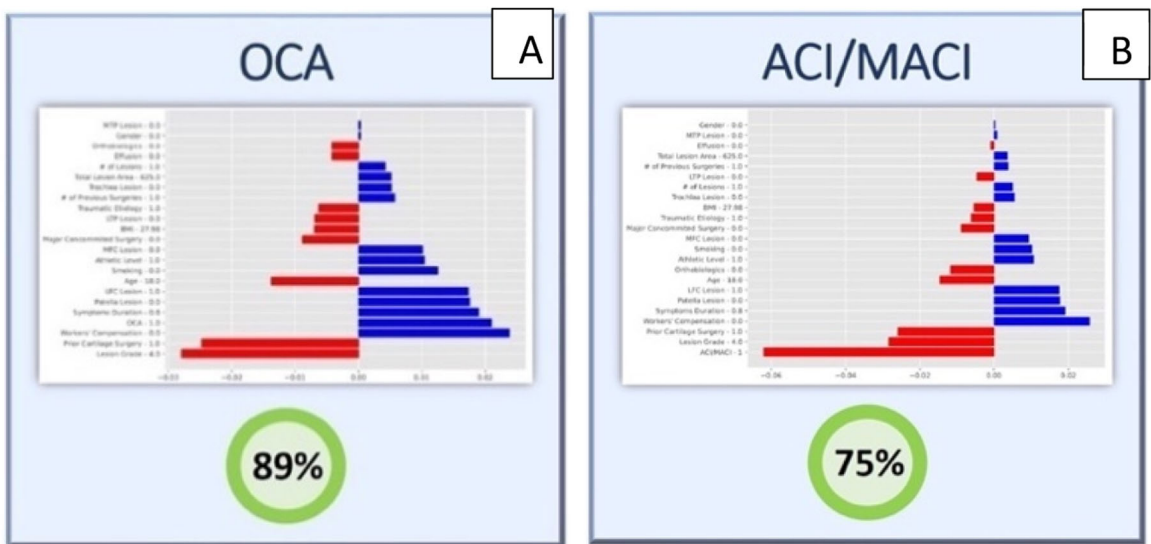 OCA
A
MTP Lesion - 0.0
Gender - 0.0
Orthobiologics - 0.0
Effusion - 0.0
# of Lesions - 1.0
Total Lesion Area - 625.0
Trochlea Lesion - 0.0
# of Previous Surgeries - 1.0
Traumatic Etiology - 1.0
LTP Lesion - 0.0
BMI - 27.98
Major Concommited Surgery - 0.0
MFC Lesion - 0.0
Athletic Level - 1.0
Smoking - 0.0
Age - 18.0
LFC Lesion - 1.0
Patella Lesion - 0.0
Symptoms Duration - 0.8
OCA - 1.0
Workers' Compensation - 0.0
Prior Cartilage Surgery - 1.0
Lesion Grade - 4.0
−0.03 −0.02 −0.01 0.00 0.01 0.02
89%
ACI/MACI
B
Gender - 0.0
MTP Lesion - 0.0
Effusion - 0.0
Total Lesion Area - 625.0
# of Previous Surgeries - 1.0
LTP Lesion - 0.0
# of Lesions - 1.0
Trochlea Lesion - 0.0
BMI - 27.98
Traumatic Etiology - 1.0
Major Concommited Surgery - 0.0
MFC Lesion - 0.0
Smoking - 0.0
Athletic Level - 1.0
Orthobiologics - 0.0
Age - 18.0
LFC Lesion - 1.0
Patella Lesion - 0.0
Symptoms Duration - 0.8
Workers' Compensation - 0.0
Prior Cartilage Surgery - 1.0
Lesion Grade - 4.0
ACI/MACI - 1
−0.06 −0.04 −0.02 0.00 0.02
75%